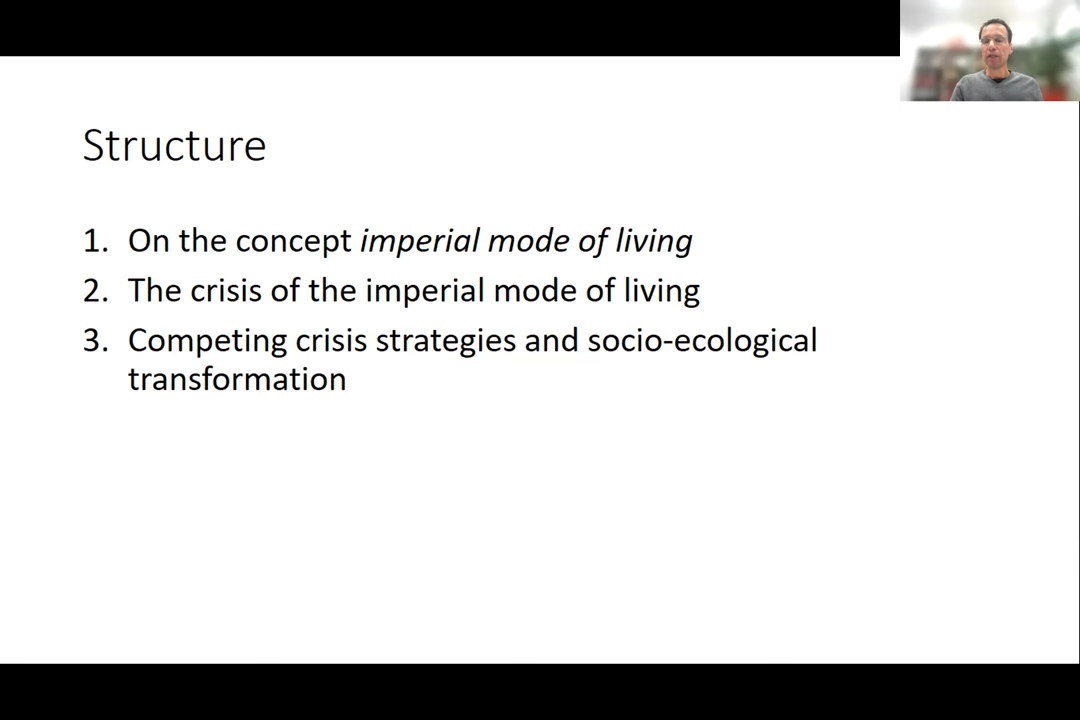 Structure
1. On the concept imperial mode of living
2. The crisis of the imperial mode of living
3. Competing crisis strategies and socio-ecological
transformation